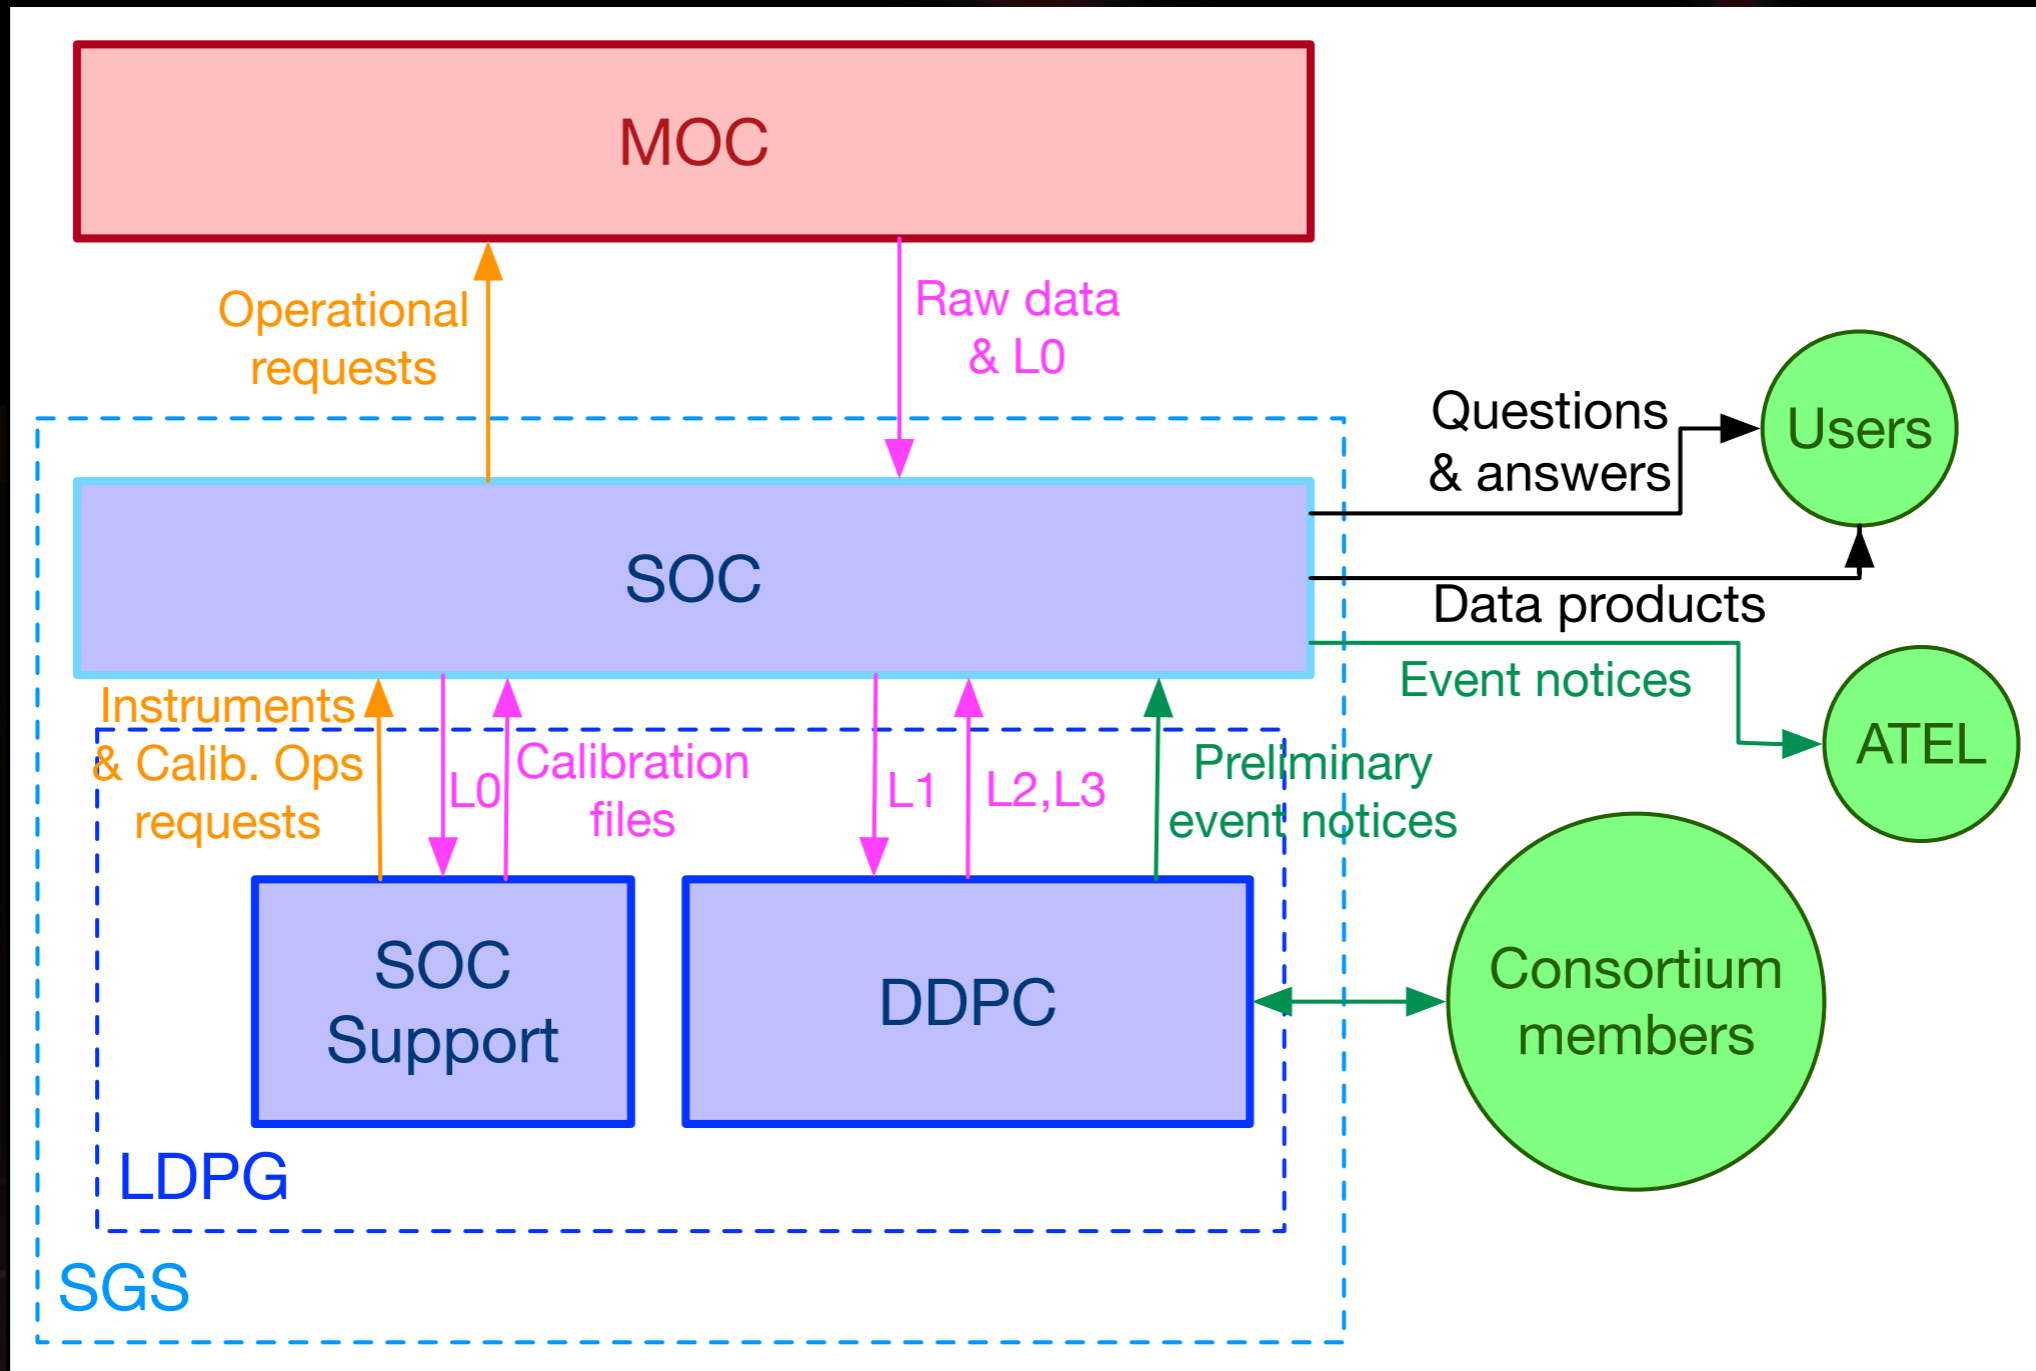 MOC
Operational
requests
Raw data
& L0
Questions
& answers
Users
SOC
Data products
Event notices
ATEL
Instruments
& Calib. Ops
requests
L0
Calibration
files
L1
L2,L3
Preliminary
event notices
SOC
Support
DDPC
Consortium
members
LDPG
SGS